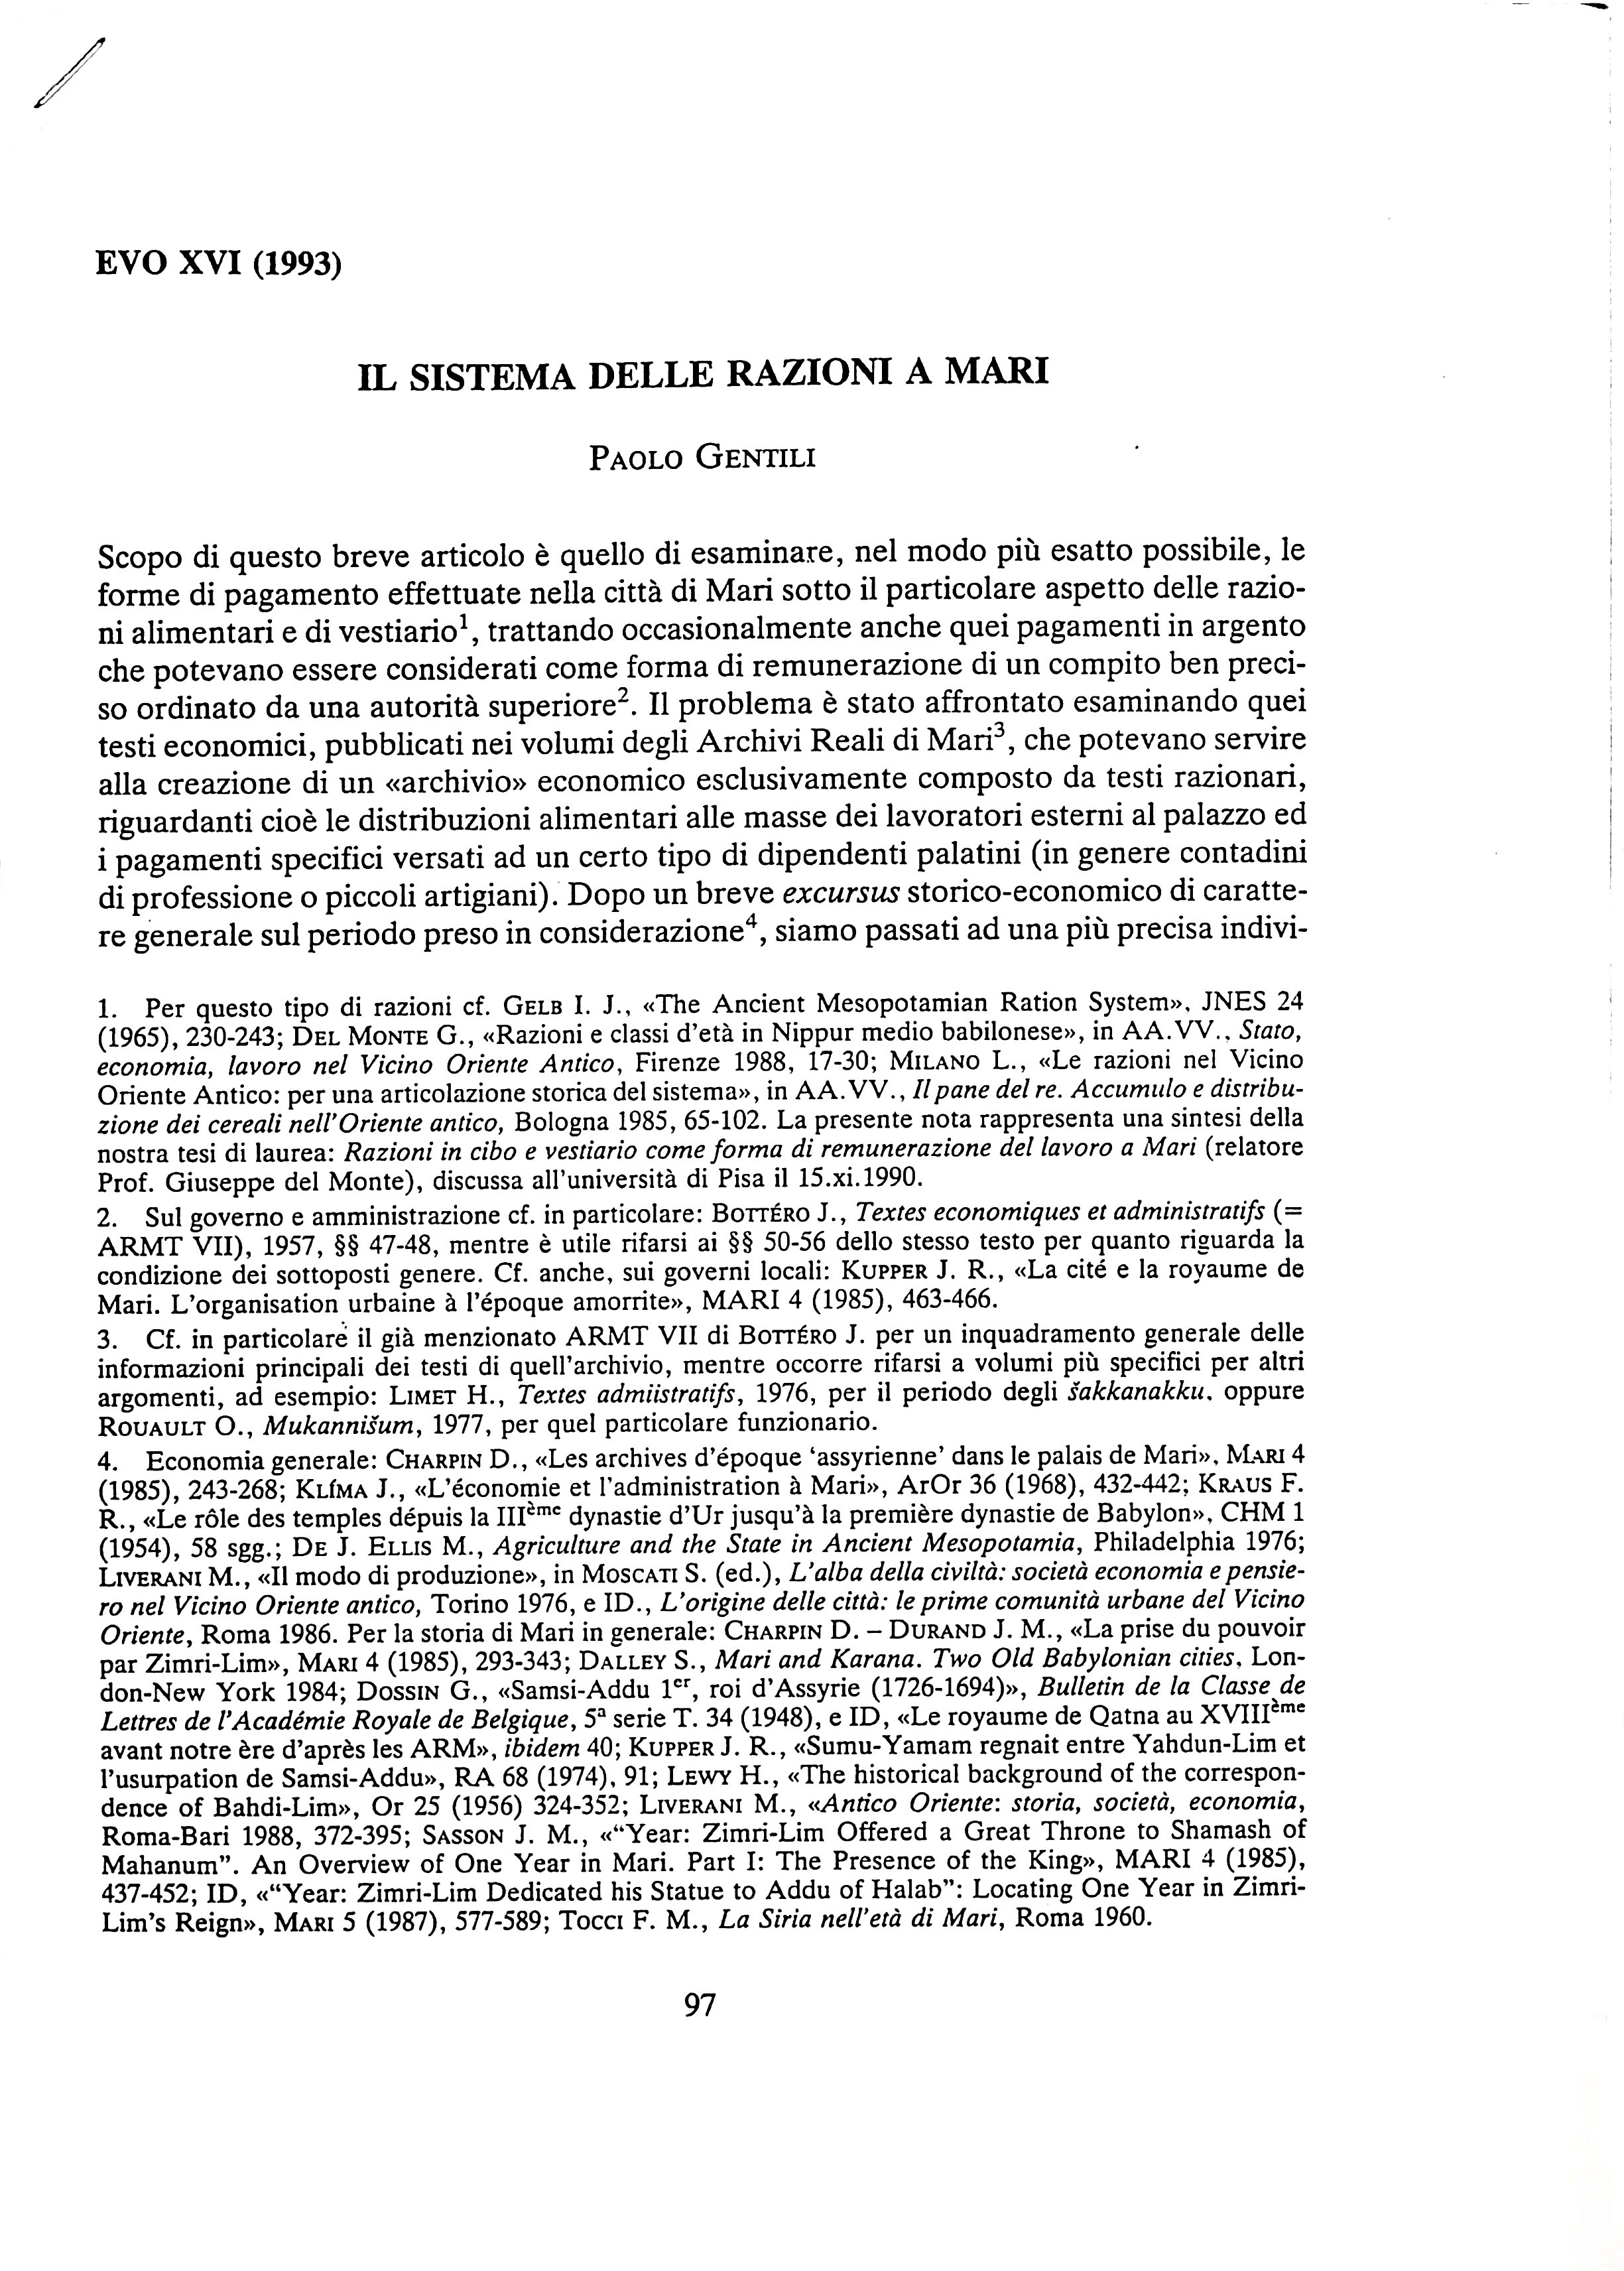 EVO XVI (1993)
IL SISTEMA DELLE RAZIONI A MARI
PAOLO GENTILI
Scopo di questo breve articolo è quello di esaminare, nel modo più esatto possibile, le
forme di pagamento effettuate nella città di Mari sotto il particolare aspetto delle razio-
ni alimentari e di vestiario¹, trattando occasionalmente anche quei pagamenti in argento
che potevano essere considerati come forma di remunerazione di un compito ben preci-
so ordinato da una autorità superiore². Il problema è stato affrontato esaminando quei
testi economici, pubblicati nei volumi degli Archivi Reali di Mari³, che potevano servire
alla creazione di un «archivio» economico esclusivamente composto da testi razionari,
riguardanti cioè le distribuzioni alimentari alle masse dei lavoratori esterni al palazzo ed
i pagamenti specifici versati ad un certo tipo di dipendenti palatini (in genere contadini
di professione o piccoli artigiani). Dopo un breve excursus storico-economico di caratte-
re generale sul periodo preso in considerazione⁴, siamo passati ad una più precisa indivi-
1. Per questo tipo di razioni cf. GELB I. J., «The Ancient Mesopotamian Ration System», JNES 24
(1965), 230-243; DEL MONTE G., «Razioni e classi d'età in Nippur medio babilonese», in AA.VV., Stato,
economia, lavoro nel Vicino Oriente Antico, Firenze 1988, 17-30; MILANO L., «Le razioni nel Vicino
Oriente Antico: per una articolazione storica del sistema», in AA.VV., Il pane del re. Accumulo e distribu-
zione dei cereali nell'Oriente antico, Bologna 1985, 65-102. La presente nota rappresenta una sintesi della
nostra tesi di laurea: Razioni in cibo e vestiario come forma di remunerazione del lavoro a Mari (relatore
Prof. Giuseppe del Monte), discussa all'università di Pisa il 15.xi.1990.
2. Sul governo e amministrazione cf. in particolare: BOTTÉRO J., Textes economiques et administratifs (=
ARMT VII), 1957, §§ 47-48, mentre è utile rifarsi ai §§ 50-56 dello stesso testo per quanto riguarda la
condizione dei sottoposti genere. Cf. anche, sui governi locali: KUPPER J. R., «La cité e la royaume de
Mari. L'organisation urbaine à l'époque amorrite», MARI 4 (1985), 463-466.
3. Cf. in particolare il già menzionato ARMT VII di BOTTÉRO J. per un inquadramento generale delle
informazioni principali dei testi di quell'archivio, mentre occorre rifarsi a volumi più specifici per altri
argomenti, ad esempio: LIMET H., Textes admiistratifs, 1976, per il periodo degli šakkanakku, oppure
ROUAULT O., Mukannišum, 1977, per quel particolare funzionario.
4. Economia generale: CHARPIN D., «Les archives d'époque 'assyrienne' dans le palais de Mari», MARI 4
(1985), 243-268; KLÍMA J., «L'économie et l'administration à Mari», ArOr 36 (1968), 432-442; KRAUS F.
R., «Le rôle des temples dépuis la IIIème dynastie d'Ur jusqu'à la première dynastie de Babylon», CHM 1
(1954), 58 sgg.; DE J. ELLIS M., Agriculture and the State in Ancient Mesopotamia, Philadelphia 1976;
LIVERANI M., «Il modo di produzione», in MOSCATI S. (ed.), L'alba della civiltà: società economia e pensie-
ro nel Vicino Oriente antico, Torino 1976, e ID., L'origine delle città: le prime comunità urbane del Vicino
Oriente, Roma 1986. Per la storia di Mari in generale: CHARPIN D. – DURAND J. M., «La prise du pouvoir
par Zimri-Lim», MARI 4 (1985), 293-343; DALLEY S., Mari and Karana. Two Old Babylonian cities, Lon-
don-New York 1984; DOSSIN G., «Samsi-Addu 1er, roi d'Assyrie (1726-1694)», Bulletin de la Classe de
Lettres de l'Académie Royale de Belgique, 5ª serie T. 34 (1948), e ID, «Le royaume de Qatna au XVIIIème
avant notre ère d'après les ARM», ibidem 40; KUPPER J. R., «Sumu-Yamam regnait entre Yahdun-Lim et
l'usurpation de Samsi-Addu», RA 68 (1974), 91; LEWY H., «The historical background of the correspon-
dence of Bahdi-Lim», Or 25 (1956) 324-352; LIVERANI M., «Antico Oriente: storia, società, economia,
Roma-Bari 1988, 372-395; SASSON J. M., «“Year: Zimri-Lim Offered a Great Throne to Shamash of
Mahanum”. An Overview of One Year in Mari. Part I: The Presence of the King», MARI 4 (1985),
437-452; ID, «“Year: Zimri-Lim Dedicated his Statue to Addu of Halab”: Locating One Year in Zimri-
Lim's Reign», MARI 5 (1987), 577-589; TOCCI F. M., La Siria nell'età di Mari, Roma 1960.
97